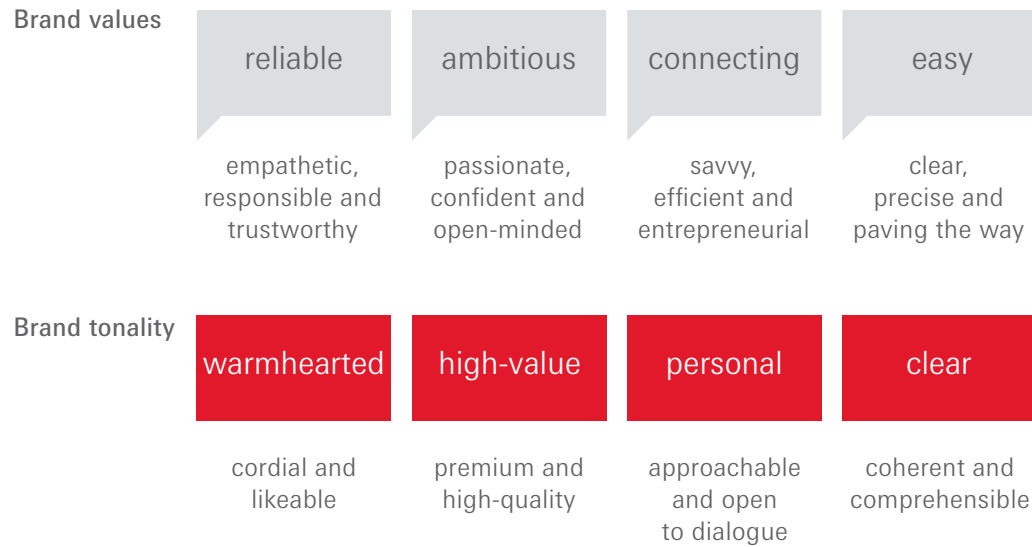 Brand values
reliable
ambitious
connecting
easy
empathetic,
responsible and
trustworthy
passionate,
confident and
open-minded
savvy,
efficient and
entrepreneurial
clear,
precise and
paving the way
Brand tonality
warmhearted
high-value
personal
clear
cordial and
likeable
premium and
high-quality
approachable
and open
to dialogue
coherent and
comprehensible